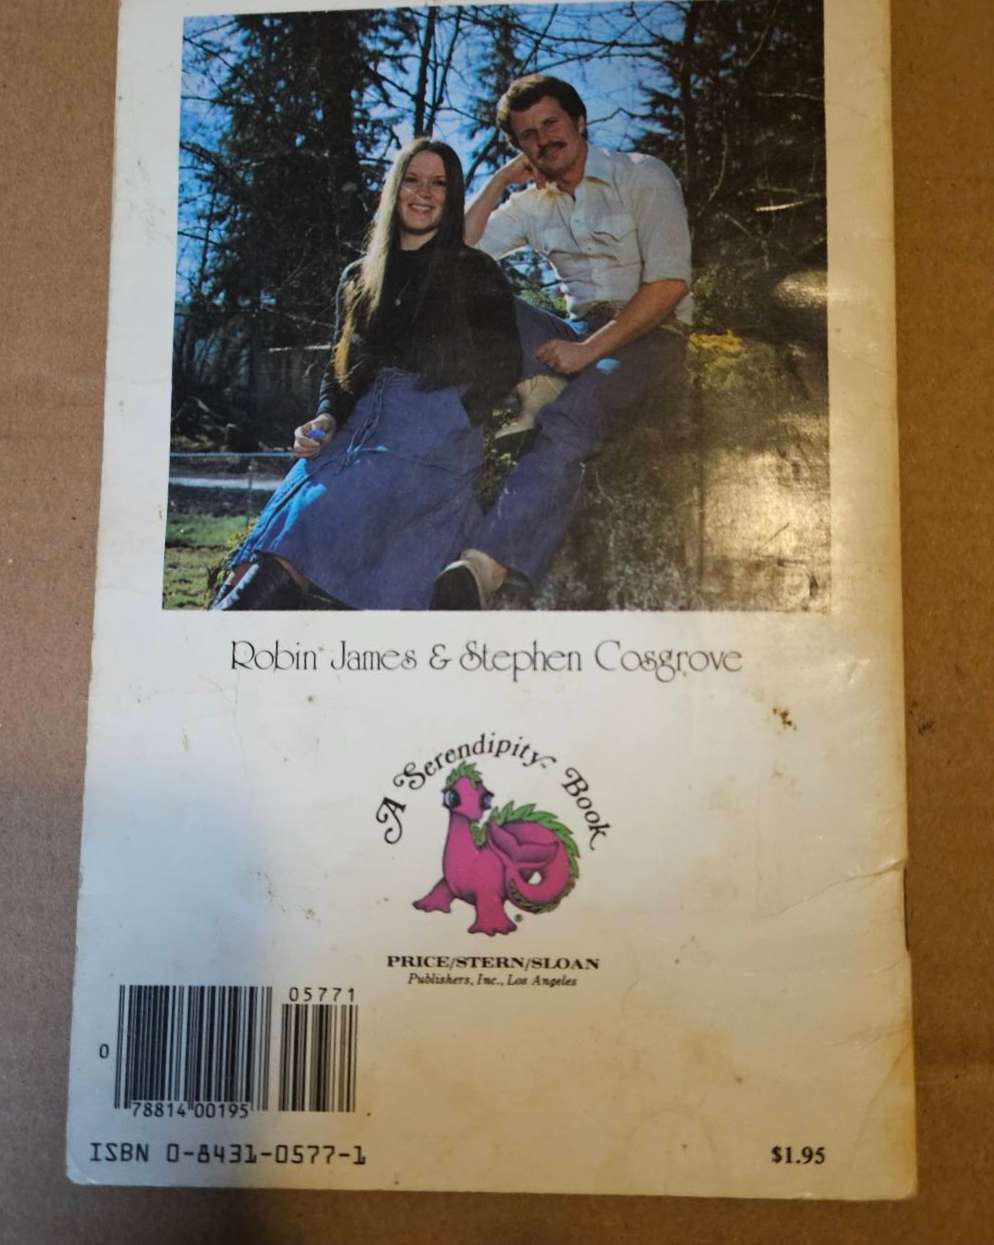 Robin James & Stephen Cosgrove
A Serendipity™ Book
®
PRICE/STERN/SLOAN
Publishers, Inc., Los Angeles
05771
0
78814 00195
ISBN 0-8431-0577-1
$1.95